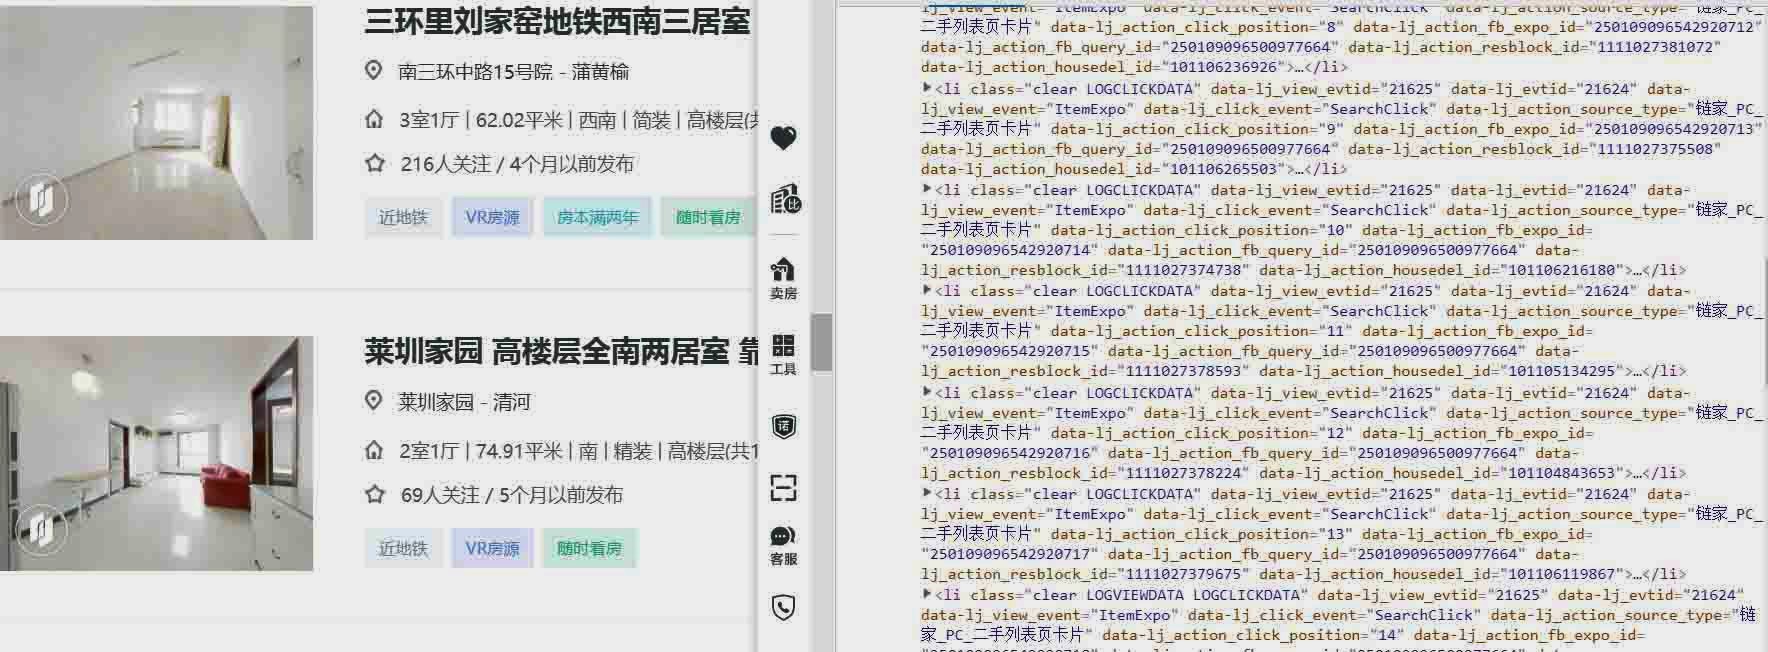 三环里刘家窑地铁西南三居室
南三环中路15号院 - 蒲黄榆
3室1厅 | 62.02平米 | 西南 | 简装 | 高楼层(共
216人关注 / 4个月以前发布
近地铁 VR房源 房本满两年 随时看房
莱圳家园 高楼层全南两居室 靠
莱圳家园 - 清河
2室1厅 | 74.91平米 | 南 | 精装 | 高楼层(共1
69人关注 / 5个月以前发布
近地铁 VR房源 随时看房
比
卖房
工具
诺
客服
lj_view_event="ItemExpo" data-lj_click_event="SearchClick" data-lj_action_source_type="链家_PC_
二手列表页卡片" data-lj_action_click_position="8" data-lj_action_fb_expo_id="250109096542920712"
data-lj_action_fb_query_id="250109096500977664" data-lj_action_resblock_id="1111027381072"
data-lj_action_housedel_id="101106236926">…</li>
<li class="clear LOGCLICKDATA" data-lj_view_evtid="21625" data-lj_evtid="21624" data-
lj_view_event="ItemExpo" data-lj_click_event="SearchClick" data-lj_action_source_type="链家_PC_
二手列表页卡片" data-lj_action_click_position="9" data-lj_action_fb_expo_id="250109096542920713"
data-lj_action_fb_query_id="250109096500977664" data-lj_action_resblock_id="1111027375508"
data-lj_action_housedel_id="101106265503">…</li>
<li class="clear LOGCLICKDATA" data-lj_view_evtid="21625" data-lj_evtid="21624" data-
lj_view_event="ItemExpo" data-lj_click_event="SearchClick" data-lj_action_source_type="链家_PC_
二手列表页卡片" data-lj_action_click_position="10" data-lj_action_fb_expo_id=
"250109096542920714" data-lj_action_fb_query_id="250109096500977664" data-
lj_action_resblock_id="1111027374738" data-lj_action_housedel_id="101106216180">…</li>
<li class="clear LOGCLICKDATA" data-lj_view_evtid="21625" data-lj_evtid="21624" data-
lj_view_event="ItemExpo" data-lj_click_event="SearchClick" data-lj_action_source_type="链家_PC_
二手列表页卡片" data-lj_action_click_position="11" data-lj_action_fb_expo_id=
"250109096542920715" data-lj_action_fb_query_id="250109096500977664" data-
lj_action_resblock_id="1111027378593" data-lj_action_housedel_id="101105134295">…</li>
<li class="clear LOGCLICKDATA" data-lj_view_evtid="21625" data-lj_evtid="21624" data-
lj_view_event="ItemExpo" data-lj_click_event="SearchClick" data-lj_action_source_type="链家_PC_
二手列表页卡片" data-lj_action_click_position="12" data-lj_action_fb_expo_id=
"250109096542920716" data-lj_action_fb_query_id="250109096500977664" data-
lj_action_resblock_id="1111027378224" data-lj_action_housedel_id="101104843653">…</li>
<li class="clear LOGCLICKDATA" data-lj_view_evtid="21625" data-lj_evtid="21624" data-
lj_view_event="ItemExpo" data-lj_click_event="SearchClick" data-lj_action_source_type="链家_PC_
二手列表页卡片" data-lj_action_click_position="13" data-lj_action_fb_expo_id=
"250109096542920717" data-lj_action_fb_query_id="250109096500977664" data-
lj_action_resblock_id="1111027379675" data-lj_action_housedel_id="101106119867">…</li>
<li class="clear LOGVIEWDATA LOGCLICKDATA" data-lj_view_evtid="21625" data-lj_evtid="21624"
data-lj_view_event="ItemExpo" data-lj_click_event="SearchClick" data-lj_action_source_type="链
家_PC_二手列表页卡片" data-lj_action_click_position="14" data-lj_action_fb_expo_id=